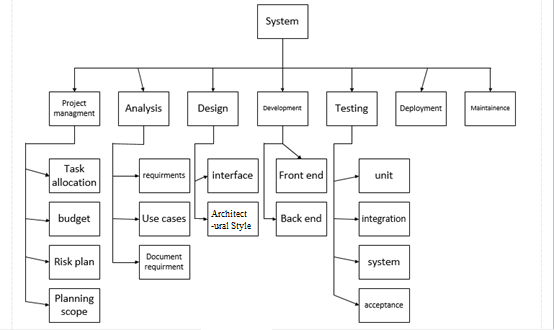 System
Project
managment
Analysis
Design
Development
Testing
Deployment
Maintainence
Task
allocation
budget
Risk plan
Planning
scope
requirments
Use cases
Document
requirment
interface
Architect
-ural Style
Front end
Back end
unit
integration
system
acceptance